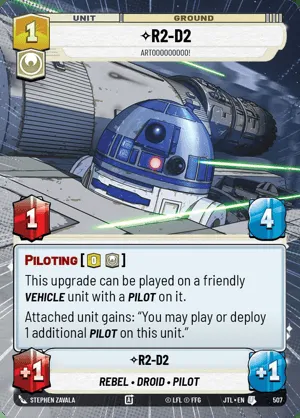 UNIT
GROUND
1
✧R2-D2
ARTOOOOOOOOO!
1
4
PILOTING [0]
This upgrade can be played on a friendly
VEHICLE unit with a PILOT on it.
Attached unit gains: "You may play or deploy
1 additional PILOT on this unit."
+1
✧R2-D2
+1
REBEL • DROID • PILOT
STEPHEN ZAVALA
© LFL © FFG
JTL • EN
507